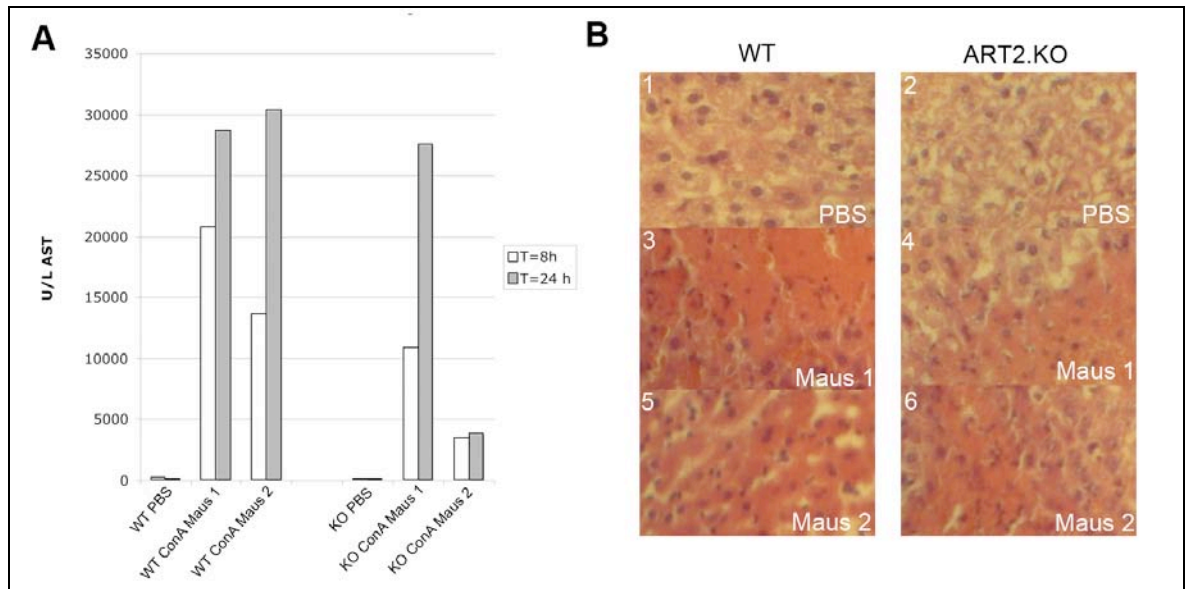 A
35000
30000
25000
20000
15000
10000
5000
0
U/L AST
WT PBS
WT ConA Maus 1
WT ConA Maus 2
KO PBS
KO ConA Maus 1
KO ConA Maus 2
T=8h
T=24 h
B
WT
ART2.KO
1
PBS
2
PBS
3
Maus 1
4
Maus 1
5
Maus 2
6
Maus 2